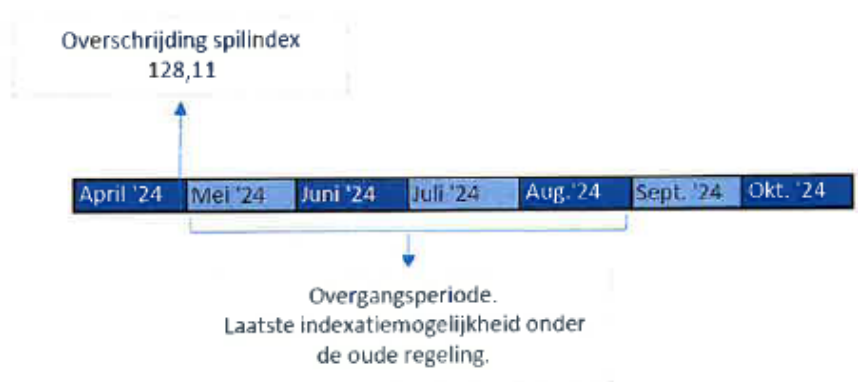 Overschrijding spilindex
128,11
April '24 Mei '24 Juni '24 Juli '24 Aug.'24 Sept. '24 Okt. '24
Overgangsperiode.
Laatste indexatiemogelijkheid onder
de oude regeling.